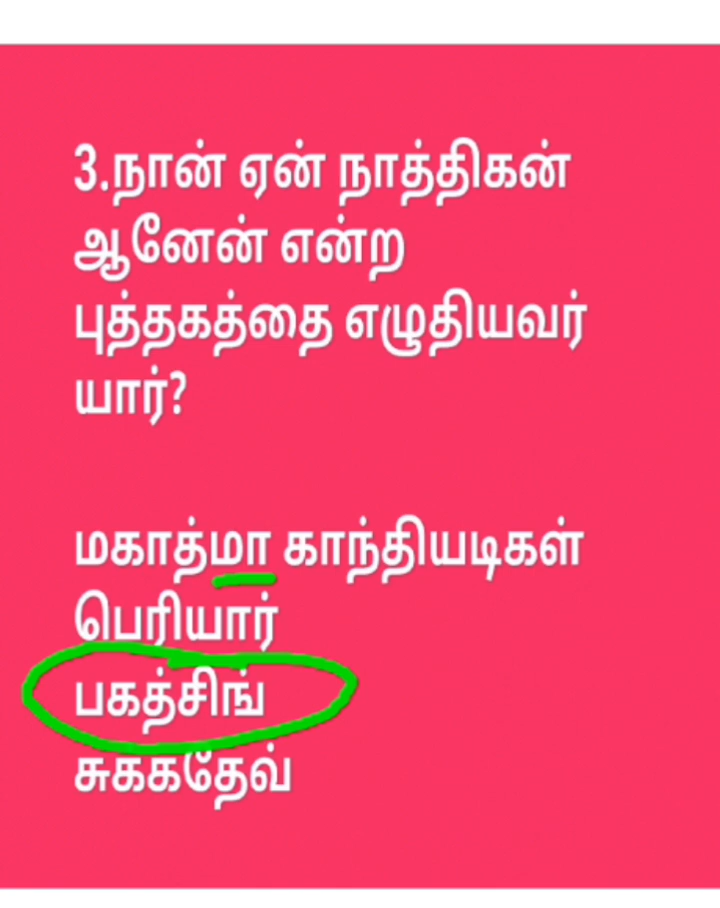 3.நான் ஏன் நாத்திகன்
ஆனேன் என்ற
புத்தகத்தை எழுதியவர்
யார்?
மகாத்மா காந்தியடிகள்
பெரியார்
பகத்சிங்
சுககதேவ்